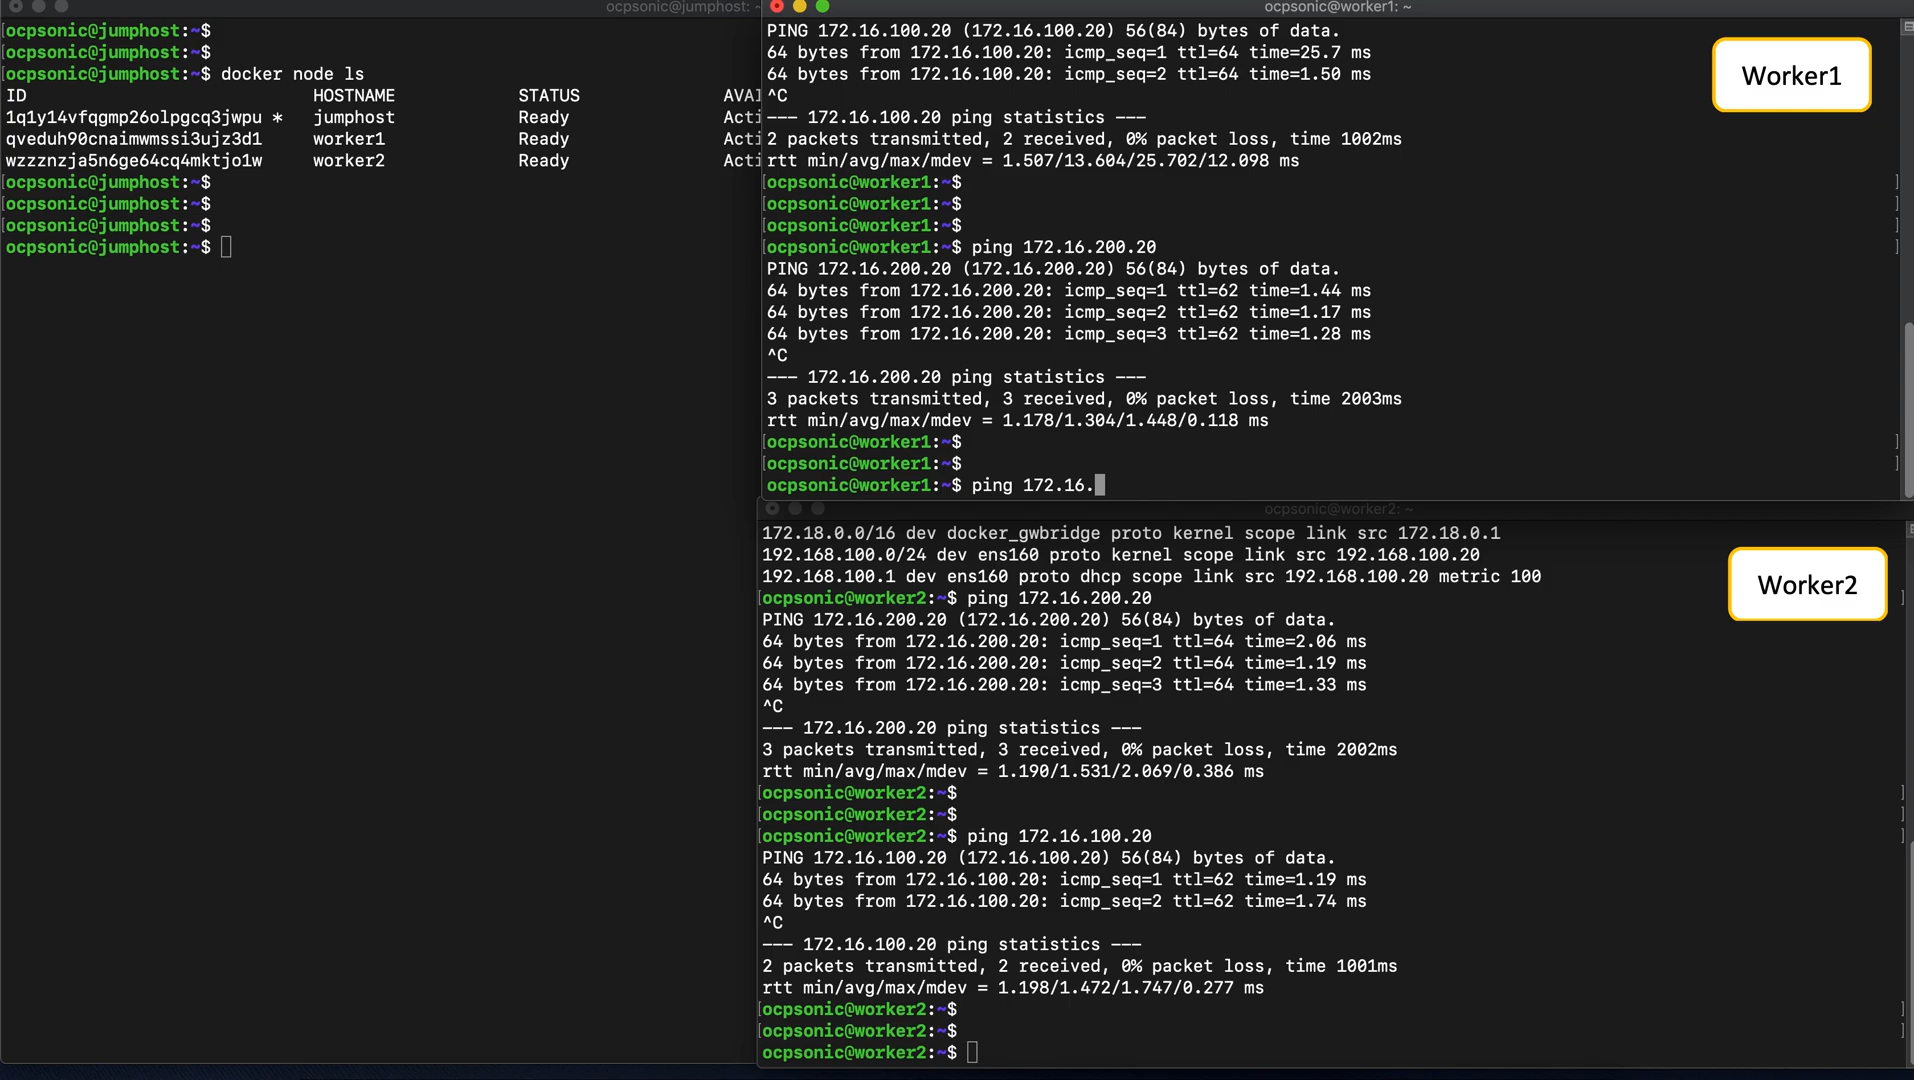 ocpsonic@jumphost: ~
ocpsonic@jumphost:~$
ocpsonic@jumphost:~$
ocpsonic@jumphost:~$ docker node ls
ID HOSTNAME STATUS AVAI
1q1y14vfqgmp26olpgcq3jwpu * jumphost Ready Acti
qveduh90cnaimwmssi3ujz3d1 worker1 Ready Acti
wzzznzja5n6ge64cq4mktjo1w worker2 Ready Acti
ocpsonic@jumphost:~$
ocpsonic@jumphost:~$
ocpsonic@jumphost:~$
ocpsonic@jumphost:~$
ocpsonic@worker1: ~
PING 172.16.100.20 (172.16.100.20) 56(84) bytes of data.
64 bytes from 172.16.100.20: icmp_seq=1 ttl=64 time=25.7 ms
64 bytes from 172.16.100.20: icmp_seq=2 ttl=64 time=1.50 ms
^C
--- 172.16.100.20 ping statistics ---
2 packets transmitted, 2 received, 0% packet loss, time 1002ms
rtt min/avg/max/mdev = 1.507/13.604/25.702/12.098 ms
ocpsonic@worker1:~$
ocpsonic@worker1:~$
ocpsonic@worker1:~$
ocpsonic@worker1:~$ ping 172.16.200.20
PING 172.16.200.20 (172.16.200.20) 56(84) bytes of data.
64 bytes from 172.16.200.20: icmp_seq=1 ttl=62 time=1.44 ms
64 bytes from 172.16.200.20: icmp_seq=2 ttl=62 time=1.17 ms
64 bytes from 172.16.200.20: icmp_seq=3 ttl=62 time=1.28 ms
^C
--- 172.16.200.20 ping statistics ---
3 packets transmitted, 3 received, 0% packet loss, time 2003ms
rtt min/avg/max/mdev = 1.178/1.304/1.448/0.118 ms
ocpsonic@worker1:~$
ocpsonic@worker1:~$
ocpsonic@worker1:~$ ping 172.16.
Worker1
ocpsonic@worker2: ~
172.18.0.0/16 dev docker_gwbridge proto kernel scope link src 172.18.0.1
192.168.100.0/24 dev ens160 proto kernel scope link src 192.168.100.20
192.168.100.1 dev ens160 proto dhcp scope link src 192.168.100.20 metric 100
ocpsonic@worker2:~$ ping 172.16.200.20
PING 172.16.200.20 (172.16.200.20) 56(84) bytes of data.
64 bytes from 172.16.200.20: icmp_seq=1 ttl=64 time=2.06 ms
64 bytes from 172.16.200.20: icmp_seq=2 ttl=64 time=1.19 ms
64 bytes from 172.16.200.20: icmp_seq=3 ttl=64 time=1.33 ms
^C
--- 172.16.200.20 ping statistics ---
3 packets transmitted, 3 received, 0% packet loss, time 2002ms
rtt min/avg/max/mdev = 1.190/1.531/2.069/0.386 ms
ocpsonic@worker2:~$
ocpsonic@worker2:~$
ocpsonic@worker2:~$ ping 172.16.100.20
PING 172.16.100.20 (172.16.100.20) 56(84) bytes of data.
64 bytes from 172.16.100.20: icmp_seq=1 ttl=62 time=1.19 ms
64 bytes from 172.16.100.20: icmp_seq=2 ttl=62 time=1.74 ms
^C
--- 172.16.100.20 ping statistics ---
2 packets transmitted, 2 received, 0% packet loss, time 1001ms
rtt min/avg/max/mdev = 1.198/1.472/1.747/0.277 ms
ocpsonic@worker2:~$
ocpsonic@worker2:~$
ocpsonic@worker2:~$
Worker2